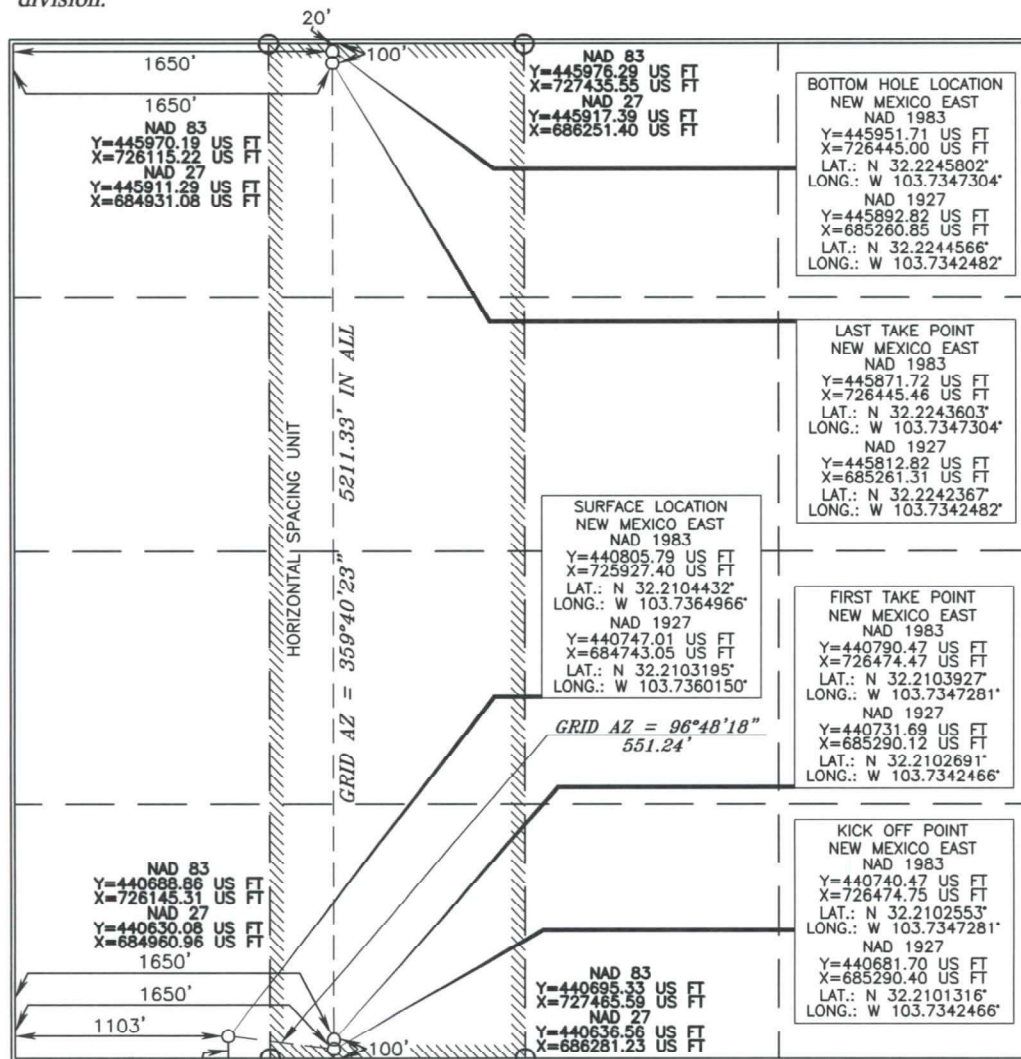 division.
20'
100'
1650'
1650'
NAD 83
Y=445976.29 US FT
X=727435.55 US FT
NAD 27
Y=445917.39 US FT
X=686251.40 US FT
NAD 83
Y=445970.19 US FT
X=726115.22 US FT
NAD 27
Y=445911.29 US FT
X=684931.08 US FT
BOTTOM HOLE LOCATION
NEW MEXICO EAST
NAD 1983
Y=445951.71 US FT
X=726445.00 US FT
LAT.: N 32.2245802°
LONG.: W 103.7347304°
NAD 1927
Y=445892.82 US FT
X=685260.85 US FT
LAT.: N 32.2244566°
LONG.: W 103.7342482°
LAST TAKE POINT
NEW MEXICO EAST
NAD 1983
Y=445871.72 US FT
X=726445.46 US FT
LAT.: N 32.2243603°
LONG.: W 103.7347304°
NAD 1927
Y=445812.82 US FT
X=685261.31 US FT
LAT.: N 32.2242367°
LONG.: W 103.7342482°
HORIZONTAL SPACING UNIT
GRID AZ = 359°40'23" 5211.33' IN ALL
SURFACE LOCATION
NEW MEXICO EAST
NAD 1983
Y=440805.79 US FT
X=725927.40 US FT
LAT.: N 32.2104432°
LONG.: W 103.7364966°
NAD 1927
Y=440747.01 US FT
X=684743.05 US FT
LAT.: N 32.2103195°
LONG.: W 103.7360150°
GRID AZ = 96°48'18"
551.24'
FIRST TAKE POINT
NEW MEXICO EAST
NAD 1983
Y=440790.47 US FT
X=726474.47 US FT
LAT.: N 32.2103927°
LONG.: W 103.7347281°
NAD 1927
Y=440731.69 US FT
X=685290.12 US FT
LAT.: N 32.2102691°
LONG.: W 103.7342466°
KICK OFF POINT
NEW MEXICO EAST
NAD 1983
Y=440740.47 US FT
X=726474.75 US FT
LAT.: N 32.2102553°
LONG.: W 103.7347281°
NAD 1927
Y=440681.70 US FT
X=685290.40 US FT
LAT.: N 32.2101316°
LONG.: W 103.7342466°
NAD 83
Y=440688.86 US FT
X=726145.31 US FT
NAD 27
Y=440630.08 US FT
X=684960.96 US FT
1650'
1650'
1103'
100'
NAD 83
Y=440695.33 US FT
X=727465.59 US FT
NAD 27
Y=440636.56 US FT
X=686281.23 US FT